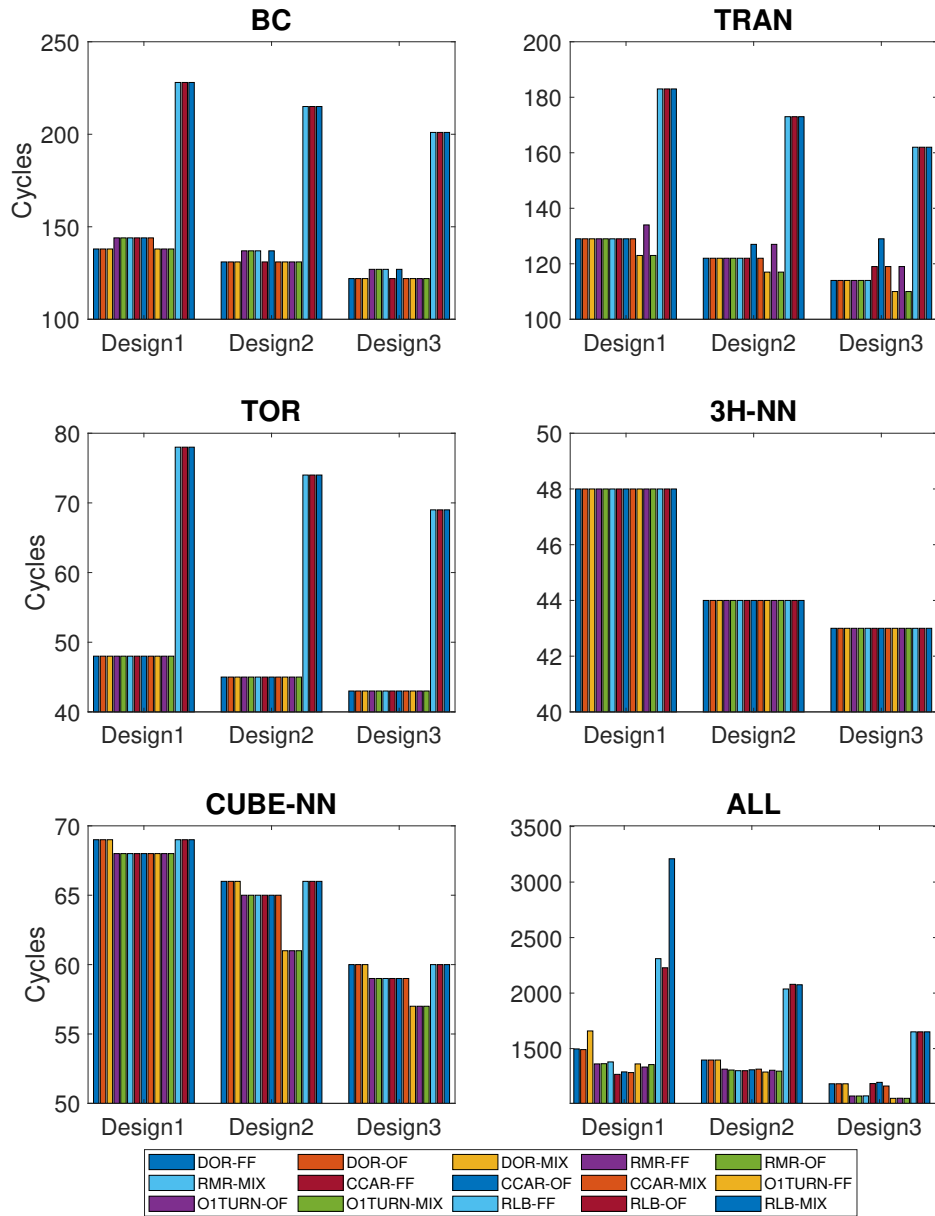 BC
250
200
150
100
Cycles
Design1 Design2 Design3
TRAN
200
180
160
140
120
100
Design1 Design2 Design3
TOR
80
70
60
50
40
Cycles
Design1 Design2 Design3
3H-NN
50
48
46
44
42
40
Design1 Design2 Design3
CUBE-NN
70
65
60
55
50
Cycles
Design1 Design2 Design3
ALL
3500
3000
2500
2000
1500
Design1 Design2 Design3
DOR-FF DOR-OF DOR-MIX RMR-FF RMR-OF
RMR-MIX CCAR-FF CCAR-OF CCAR-MIX O1TURN-FF
O1TURN-OF O1TURN-MIX RLB-FF RLB-OF RLB-MIX